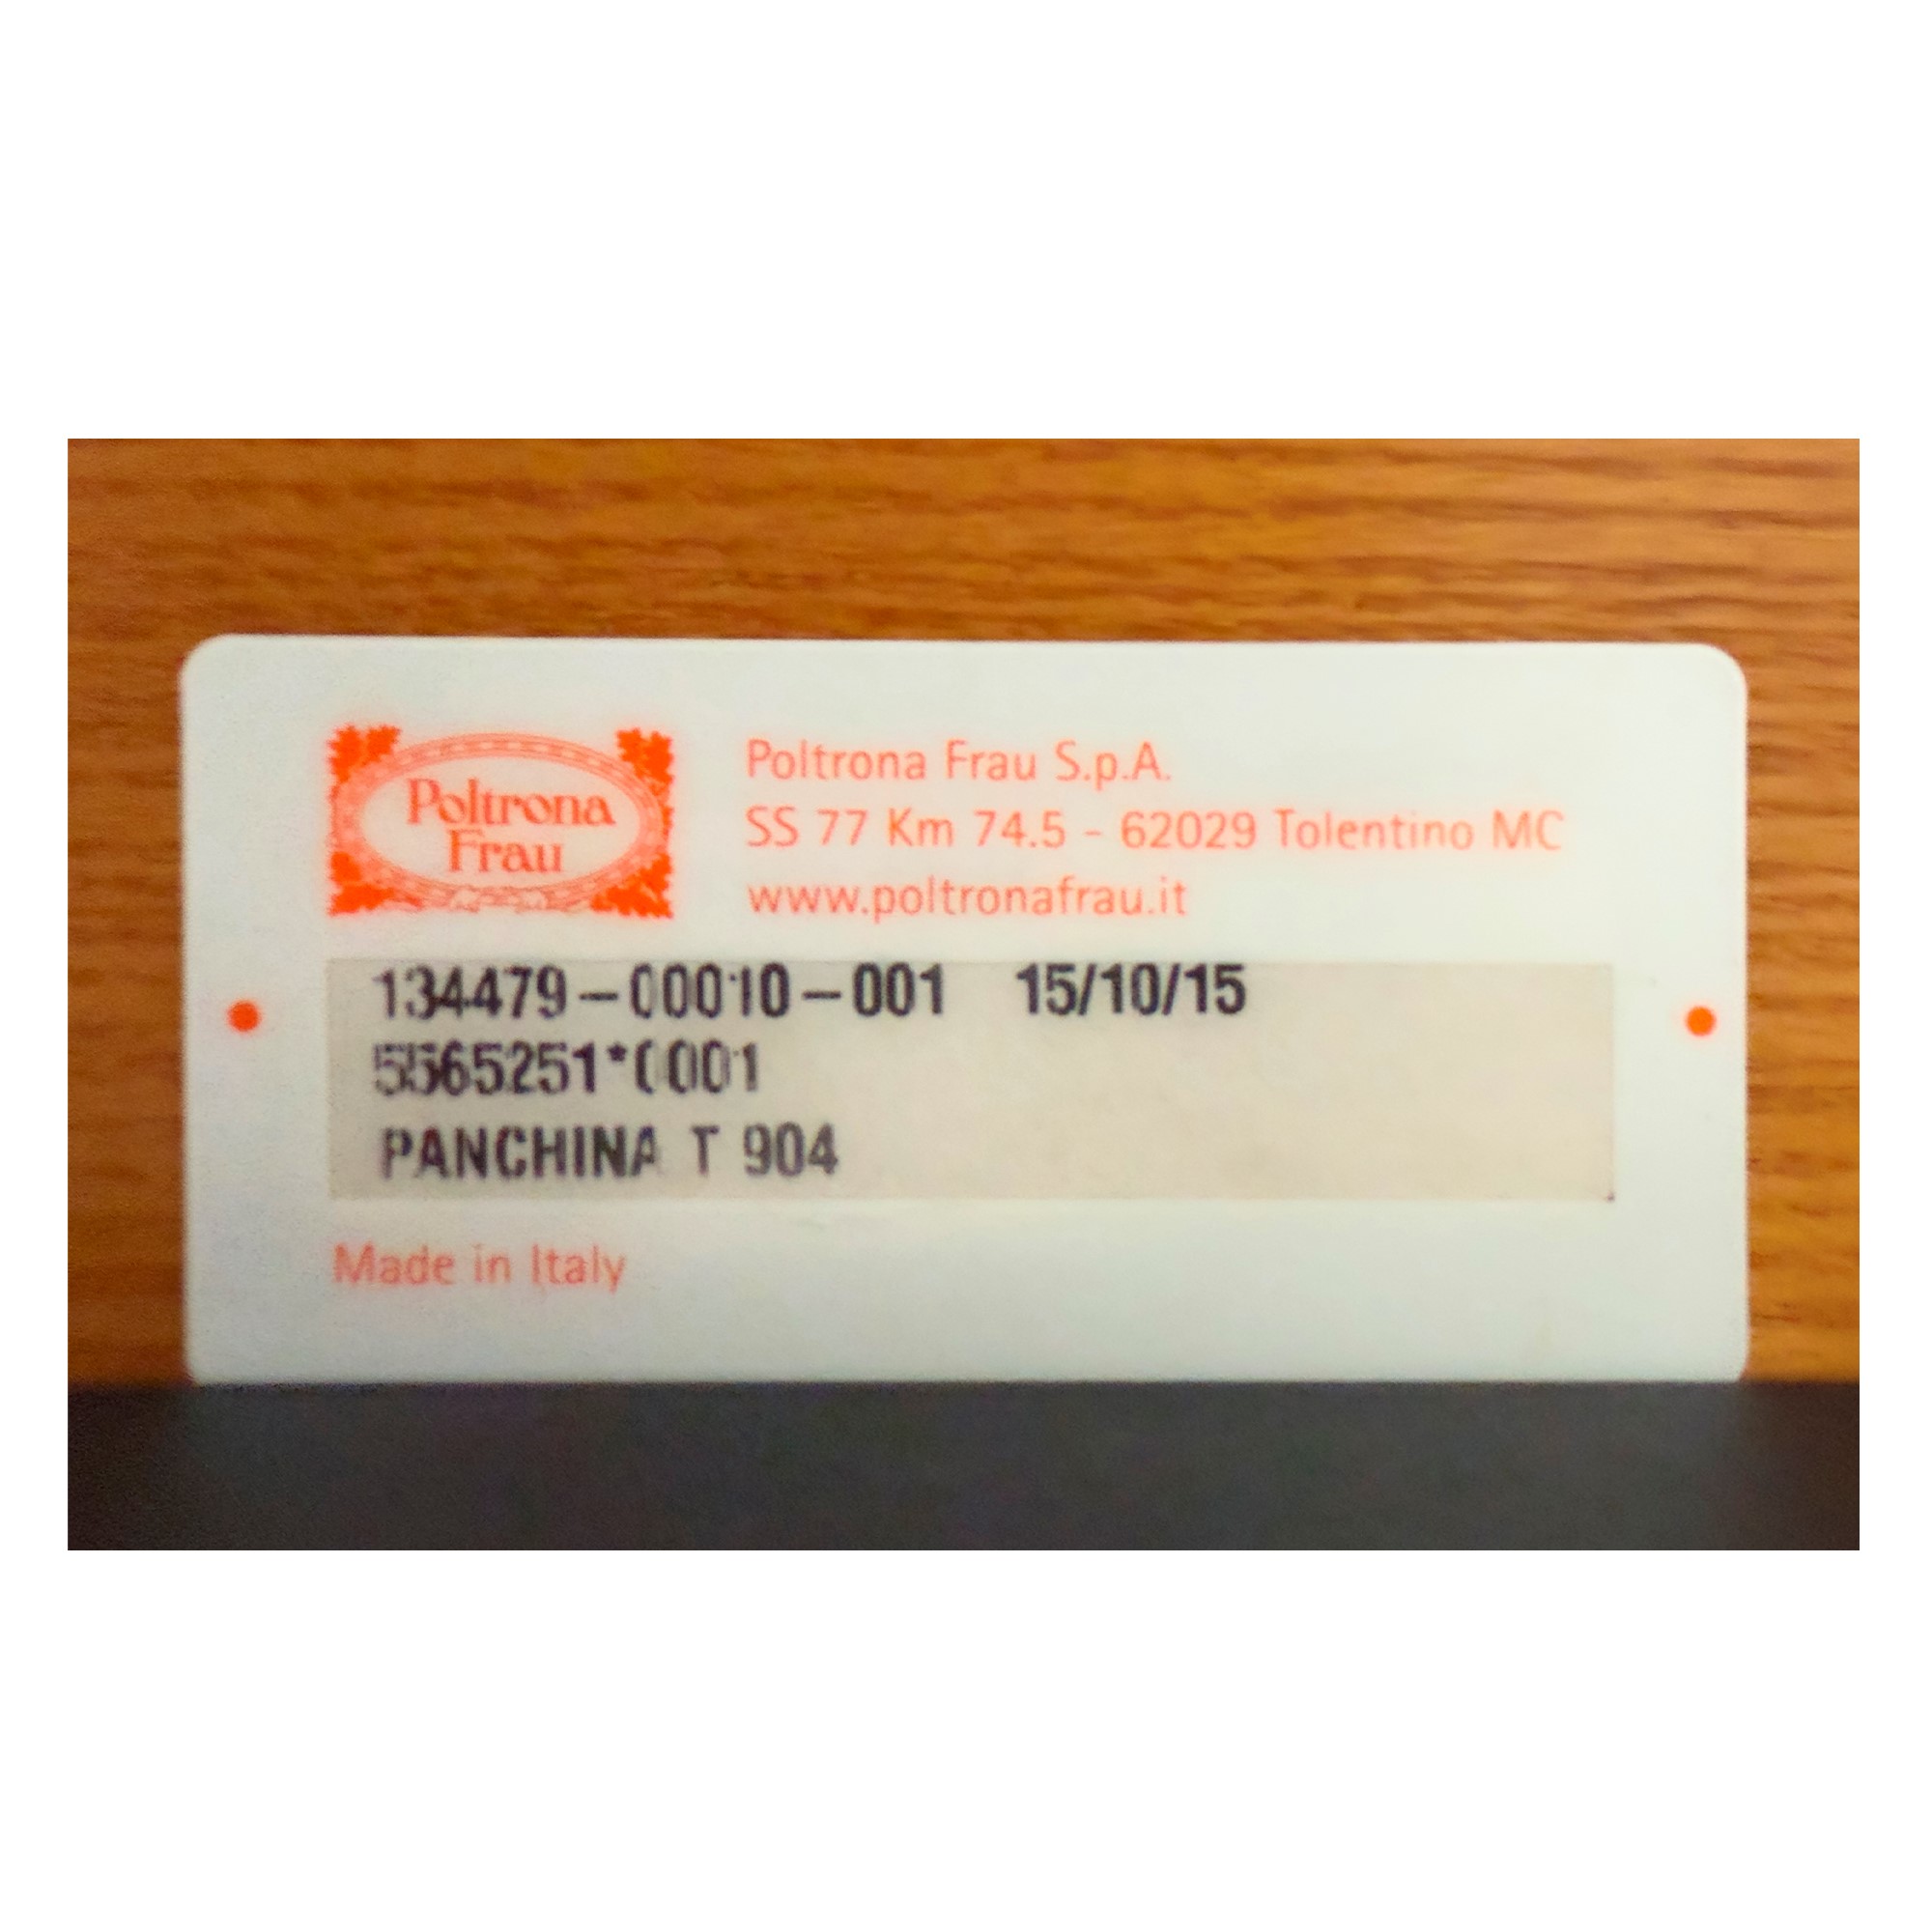 Poltrona
Frau
Poltrona Frau S.p.A.
SS 77 Km 74.5 - 62029 Tolentino MC
www.poltronafrau.it
134479-00010-001 15/10/15
5565251*0001
PANCHINA T 904
Made in Italy